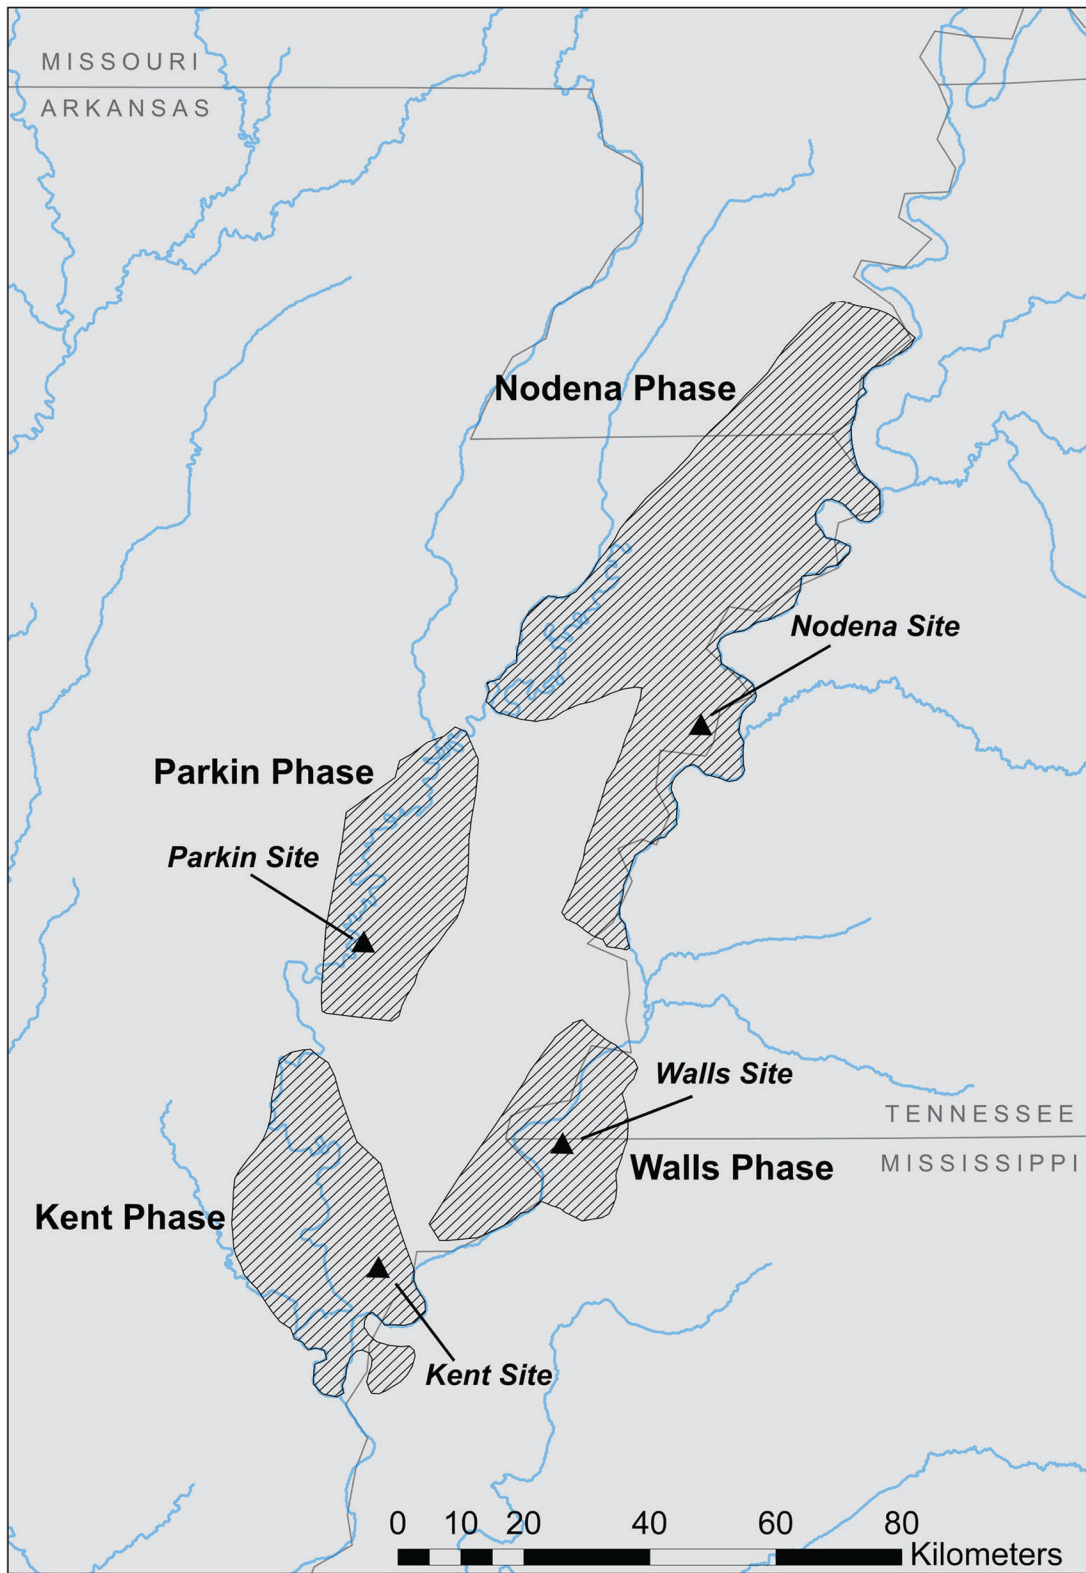 MISSOURI
ARKANSAS
Nodena Phase
Nodena Site
Parkin Phase
Parkin Site
Walls Site
TENNESSEE
MISSISSIPPI
Walls Phase
Kent Phase
Kent Site
0 10 20 40 60 80
Kilometers